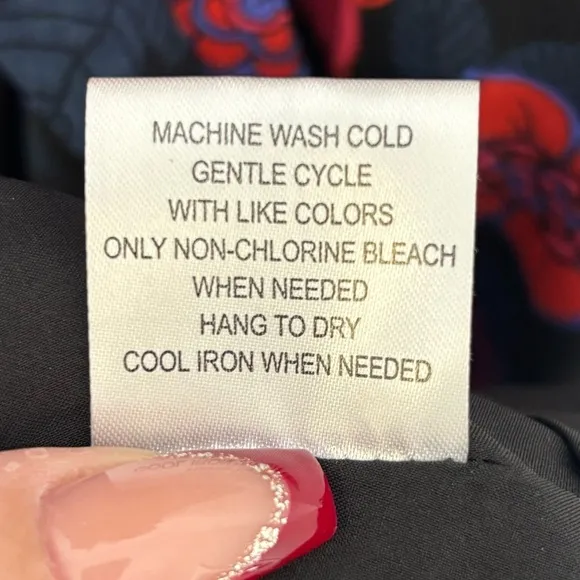 MACHINE WASH COLD
GENTLE CYCLE
WITH LIKE COLORS
ONLY NON-CHLORINE BLEACH
WHEN NEEDED
HANG TO DRY
COOL IRON WHEN NEEDED